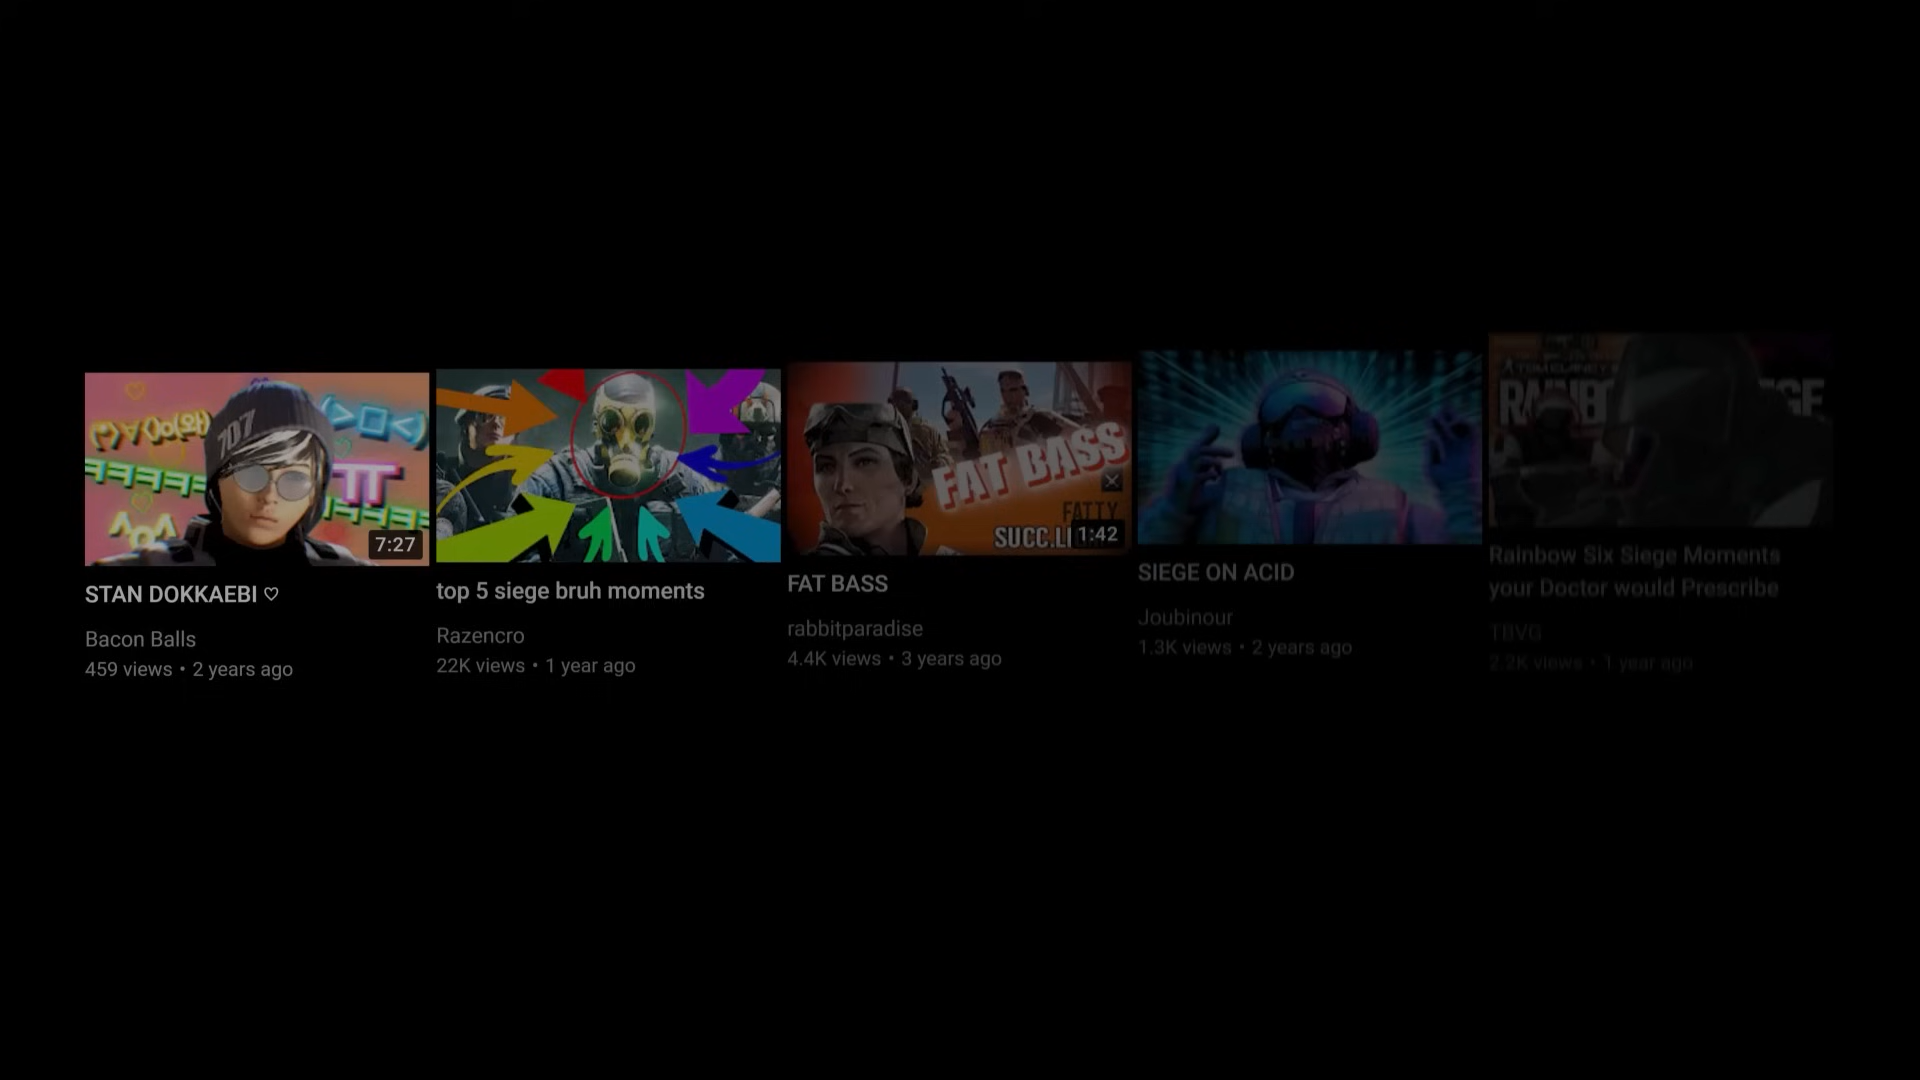 707
ㅋㅋㅋㅋ
ㅠ
7:27
STAN DOKKAEBI ♡
Bacon Balls
459 views • 2 years ago
top 5 siege bruh moments
Razencro
22K views • 1 year ago
FAT BASS
FATTY
1:42
FAT BASS
rabbitparadise
4.4K views • 3 years ago
SIEGE ON ACID
Joubinour
1.3K views • 2 years ago
Rainbow Six Siege Moments
your Doctor would Prescribe
TBVG
2.2K views • 1 year ago